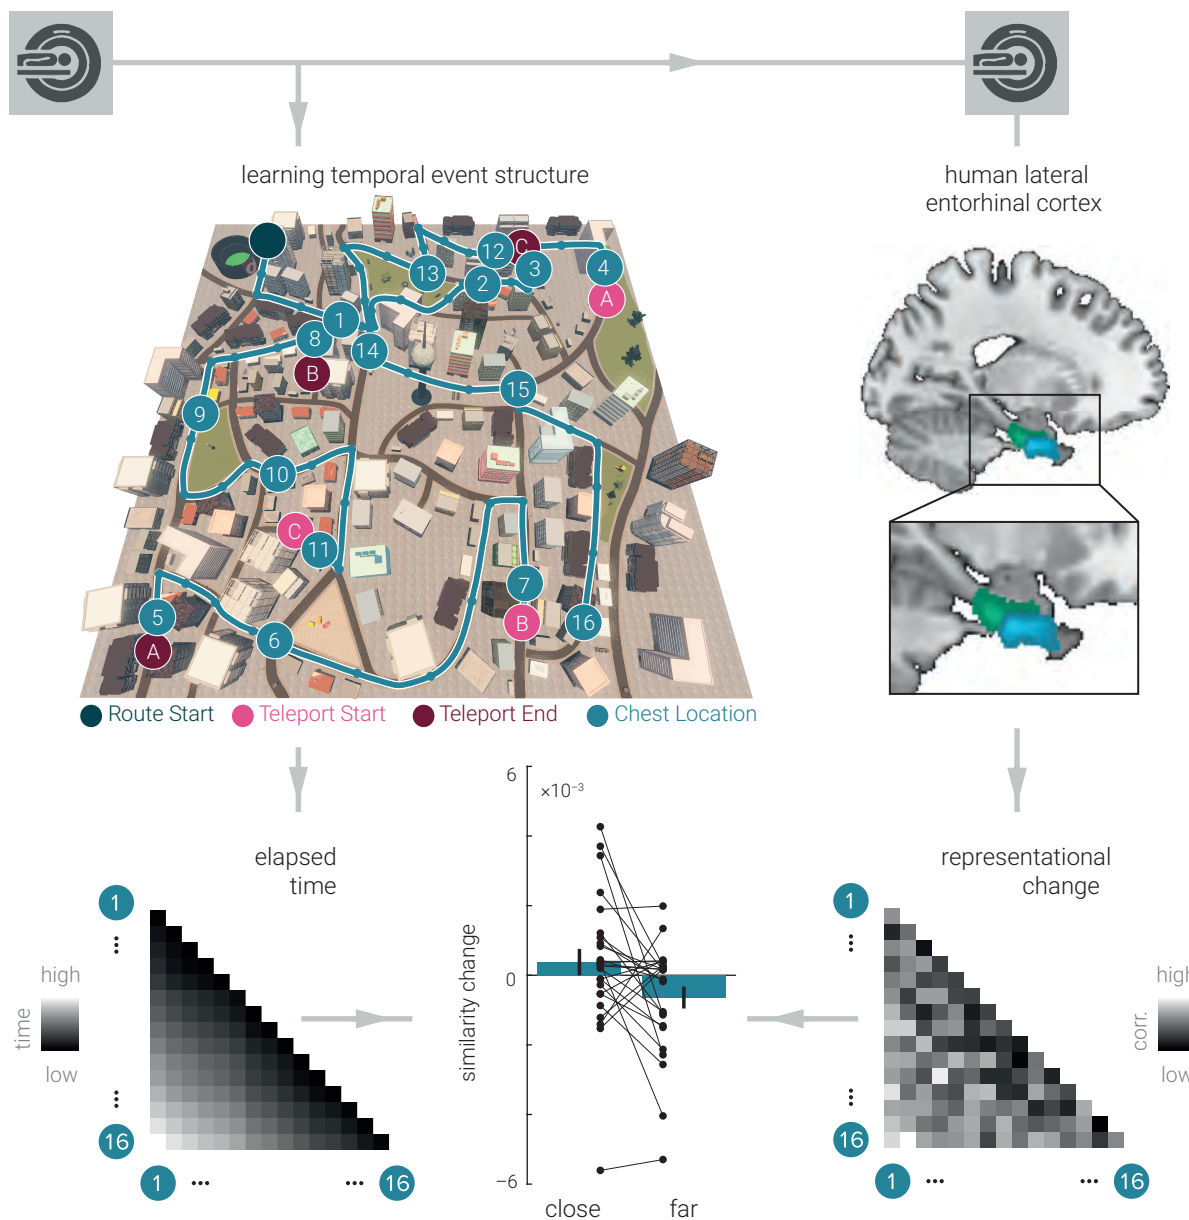 learning temporal event structure
human lateral
entorhinal cortex
12
C
3
4
13
2
A
1
8
14
B
15
9
10
C
11
7
5
B
16
6
A
Route Start
Teleport Start
Teleport End
Chest Location
6
×10⁻³
0
−6
similarity change
close
far
elapsed
time
1
...
16
1
...
...
16
high
time
low
representational
change
1
...
16
1
...
...
16
high
corr.
low